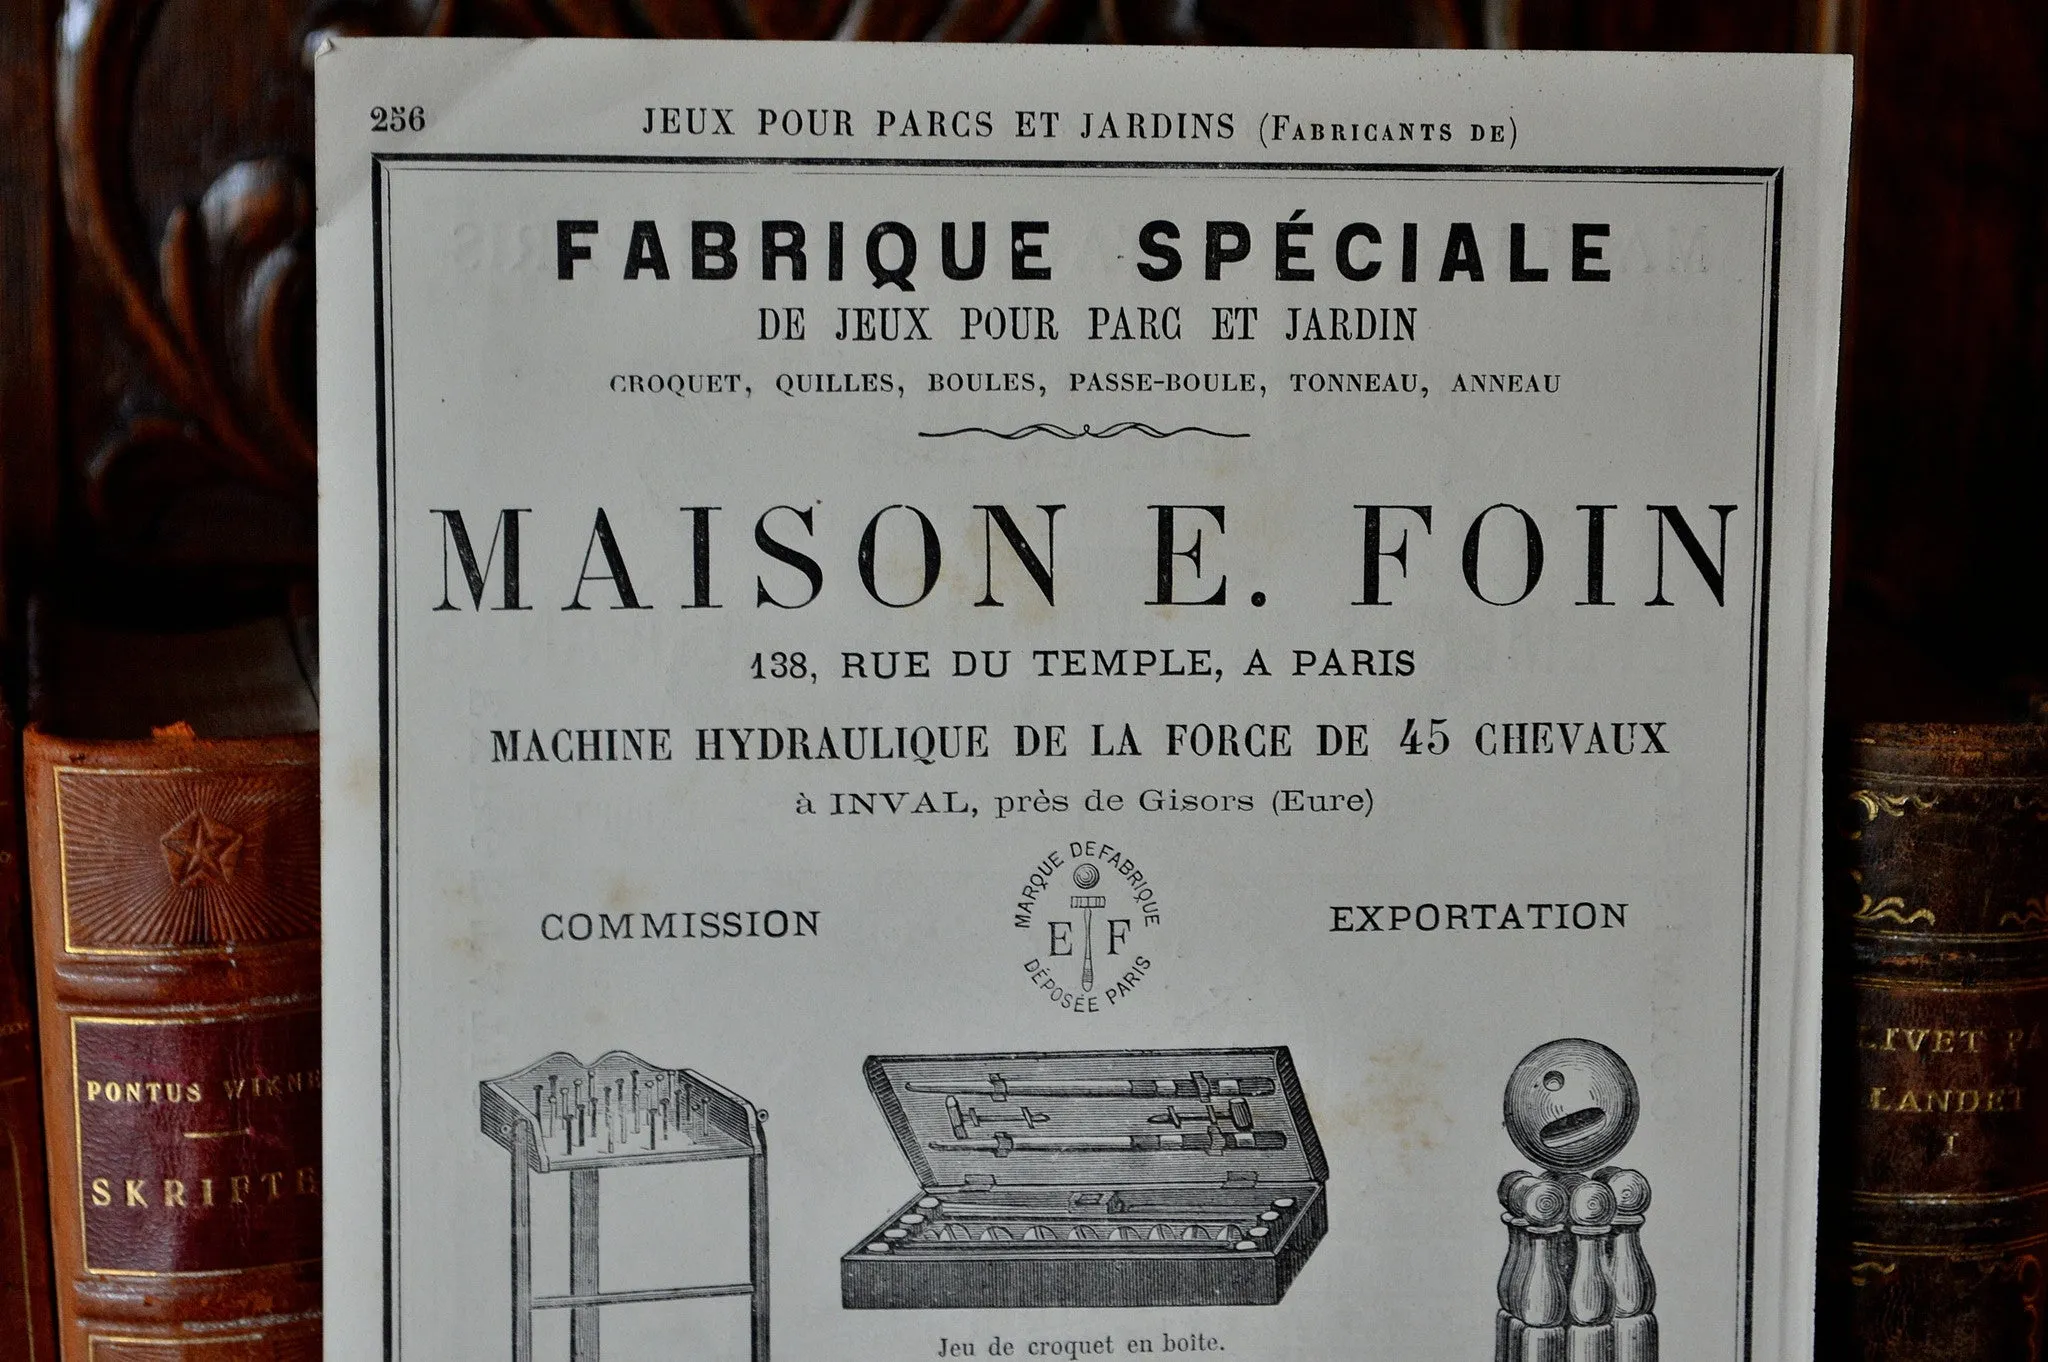 256 JEUX POUR PARCS ET JARDINS (FABRICANTS DE)
FABRIQUE SPÉCIALE
DE JEUX POUR PARC ET JARDIN
CROQUET, QUILLES, BOULES, PASSE-BOULE, TONNEAU, ANNEAU
MAISON E. FOIN
138, RUE DU TEMPLE, A PARIS
MACHINE HYDRAULIQUE DE LA FORCE DE 45 CHEVAUX
à INVAL, près de Gisors (Eure)
COMMISSION
MARQUE DE FABRIQUE
E F
DÉPOSÉE PARIS
EXPORTATION
Jeu de croquet en boîte.
PONTUS
SKRIFTE
LANDET
I